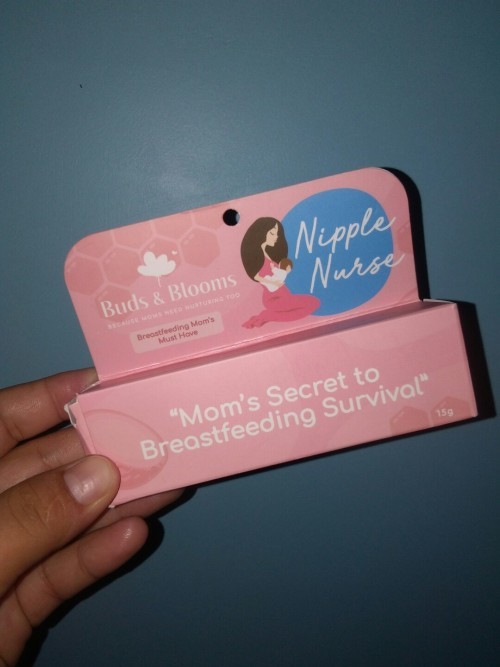 Buds & Blooms
BECAUSE MOMS NEED NURTURING TOO
Breastfeeding Mom's
Must Have
Nipple
Nurse
"Mom's Secret to
Breastfeeding Survival"
15g